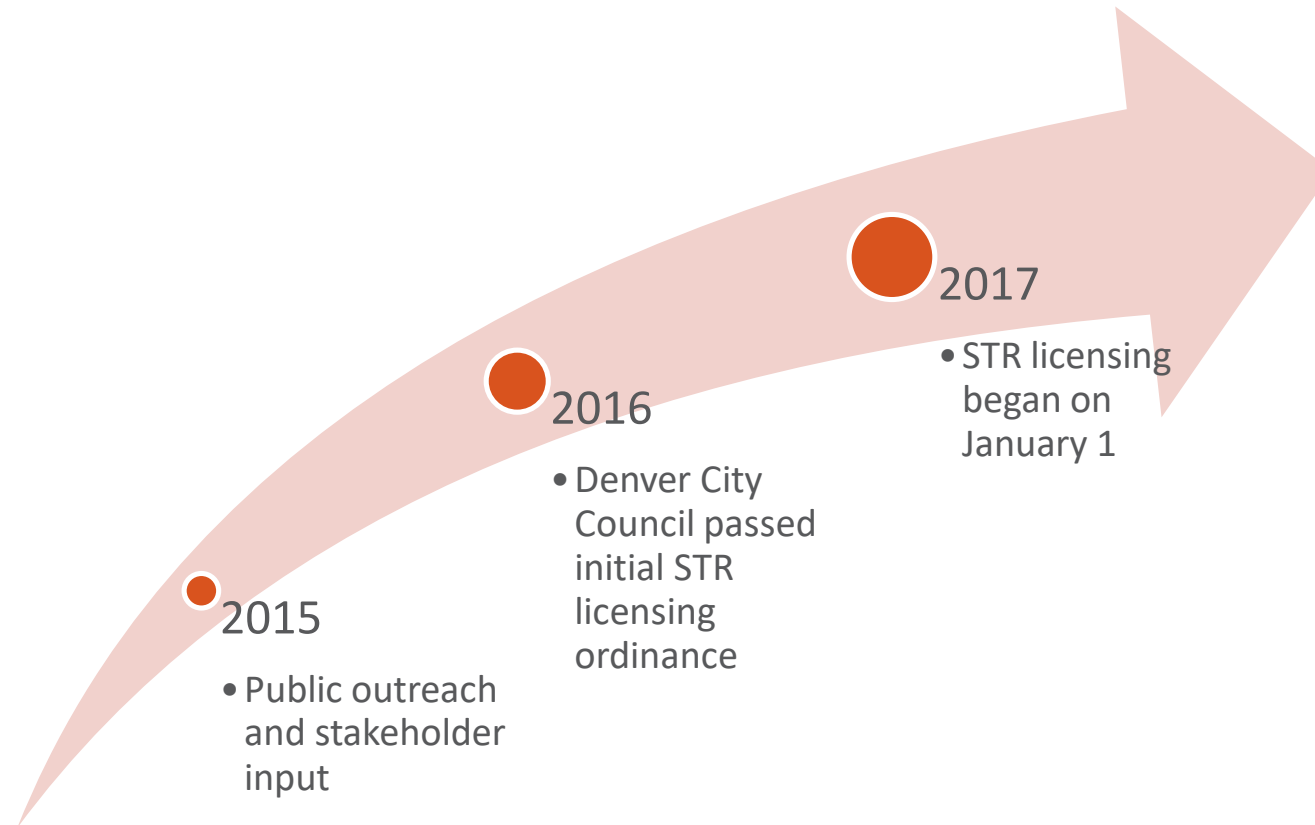 2015
• Public outreach
and stakeholder
input
2016
• Denver City
Council passed
initial STR
licensing
ordinance
2017
• STR licensing
began on
January 1